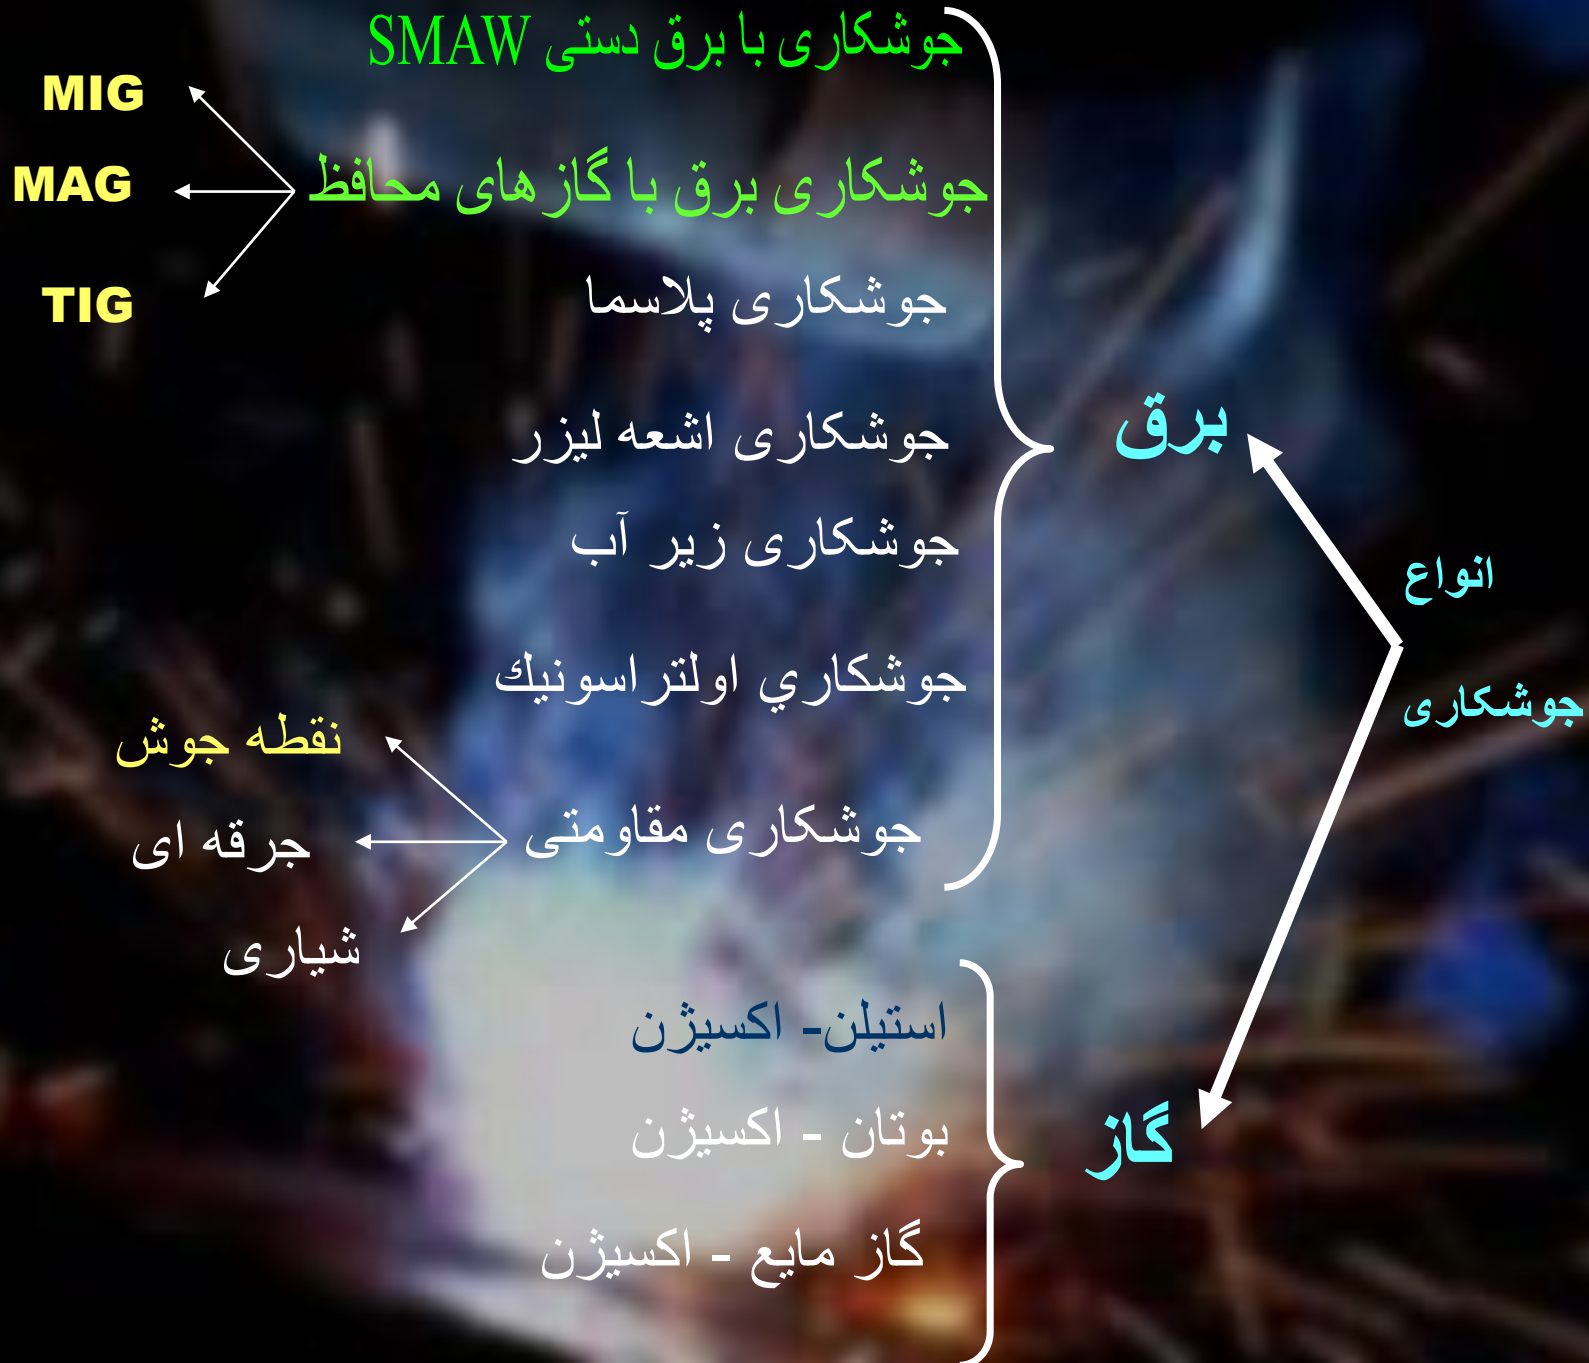 انواع
جوشکاری
برق
جوشکاری با برق دستی SMAW
جوشکاری برق با گازهای محافظ
MIG
MAG
TIG
جوشکاری پلاسما
جوشکاری اشعه لیزر
جوشکاری زیر آب
جوشكاري اولتراسونيك
جوشکاری مقاومتی
نقطه جوش
جرقه ای
شیاری
گاز
استیلن- اکسیژن
بوتان - اکسیژن
گاز مایع - اکسیژن